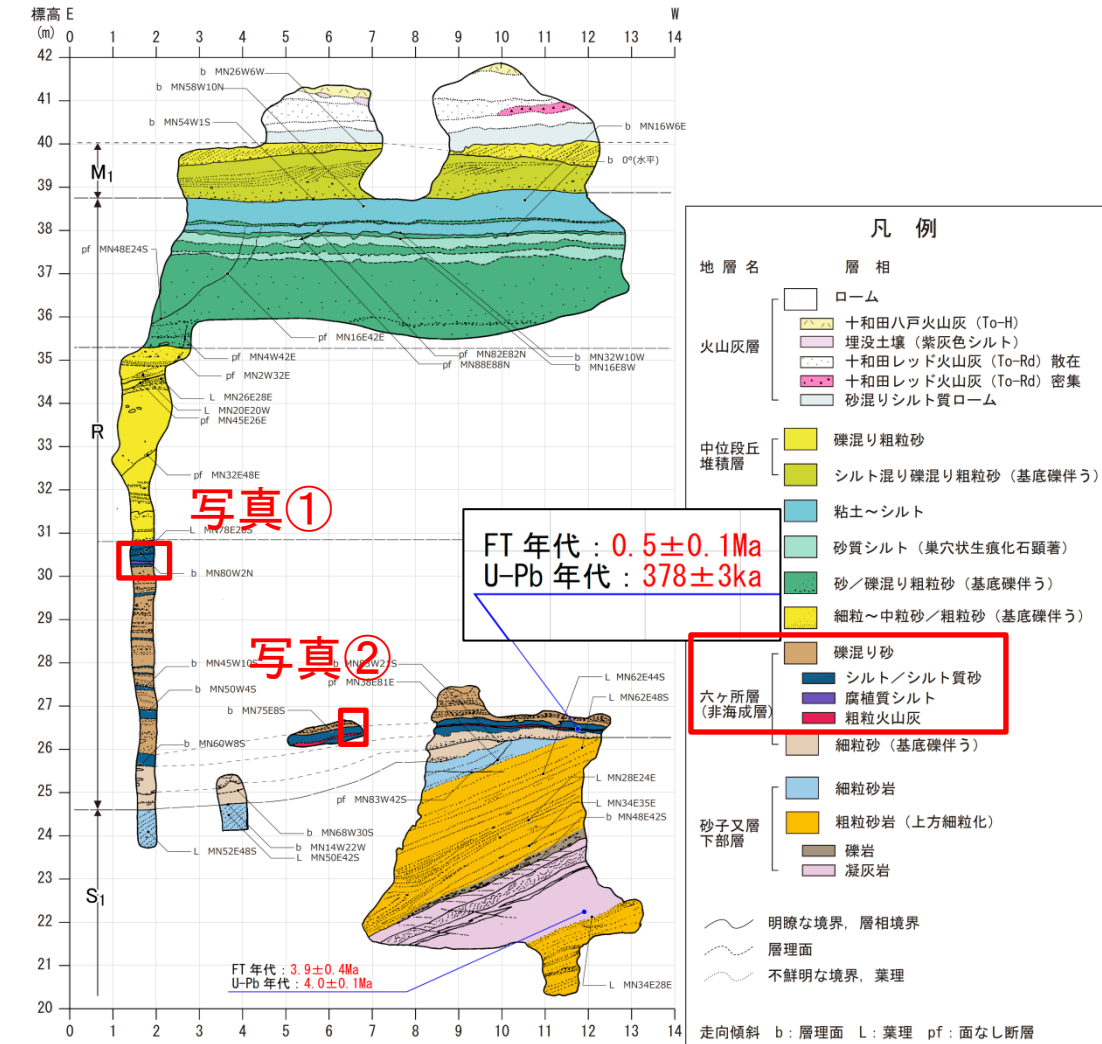 標高 E
W
(m)
0 1 2 3 4 5 6 7 8 9 10 11 12 13 14
42
41
40
39
38
37
36
35
34
33
32
31
30
29
28
27
26
25
24
23
22
21
20
0 1 2 3 4 5 6 7 8 9 10 11 12 13 14
M1
R
S1
b MN26W6W
b MN58W10N
b MN54W1S
b MN16W6E
b 0°(水平)
pf MN48E24S
pf MN16E42E
pf MN82E82N
pf MN88E88N
b MN32W10W
b MN16E8W
pf MN4W42E
pf MN2W32E
L MN26E28E
L MN20E20W
pf MN45E26E
pf MN32E48E
写真①
b MN80W2N
FT 年代：0.5±0.1Ma
U-Pb 年代：378±3ka
写真②
b MN45W10S
pf MN38E81E
L MN62E44S
L MN62E48S
b MN50W4S
b MN75E8S
b MN60W8S
pf MN83W42S
L MN28E24E
L MN34E35E
b MN48E42S
b MN68W30S
b MN14W22W
L MN50E42S
L MN52E48S
FT 年代：3.9±0.4Ma
U-Pb 年代：4.0±0.1Ma
L MN34E28E
凡 例
地 層 名 層 相
ローム
火山灰層
十和田八戸火山灰（To-H）
埋没土壌（紫灰色シルト）
十和田レッド火山灰（To-Rd）散在
十和田レッド火山灰（To-Rd）密集
砂混りシルト質ローム
中位段丘
堆積層
礫混り粗粒砂
シルト混り礫混り粗粒砂（基底礫伴う）
粘土～シルト
砂質シルト（巣穴状生痕化石顕著）
砂／礫混り粗粒砂（基底礫伴う）
細粒～中粒砂／粗粒砂（基底礫伴う）
六ヶ所層
(非海成層)
礫混り砂
シルト／シルト質砂
腐植質シルト
粗粒火山灰
細粒砂（基底礫伴う）
砂子又層
下部層
細粒砂岩
粗粒砂岩（上方細粒化）
礫岩
凝灰岩
明瞭な境界，層相境界
層理面
不鮮明な境界，葉理
走向傾斜 b：層理面 L：葉理 pf：面なし断層